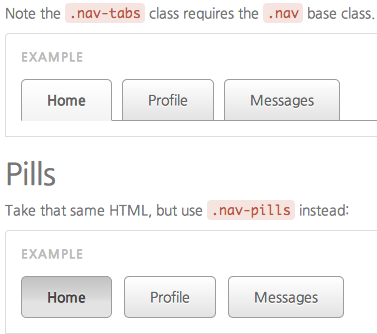 Note the .nav-tabs class requires the .nav base class.
EXAMPLE
Home Profile Messages
Pills
Take that same HTML, but use .nav-pills instead:
EXAMPLE
Home Profile Messages